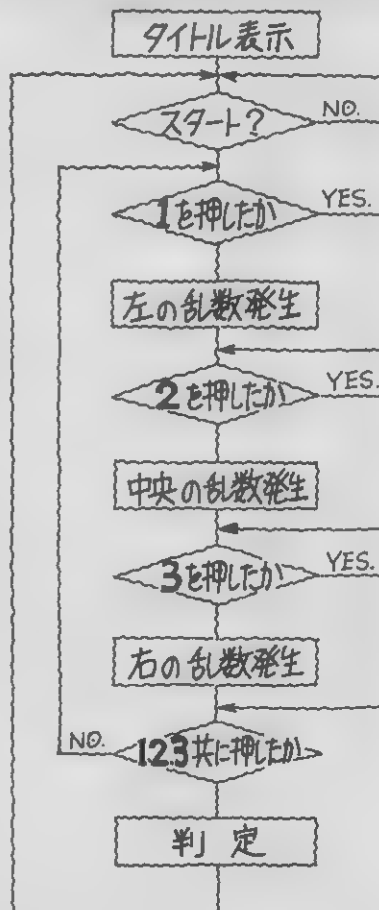 タイトル表示
スタート?
NO.
1を押したか
YES.
左の乱数発生
2を押したか
YES.
中央の乱数発生
3を押したか
YES.
右の乱数発生
NO.
1.2.3共に押したか
判定